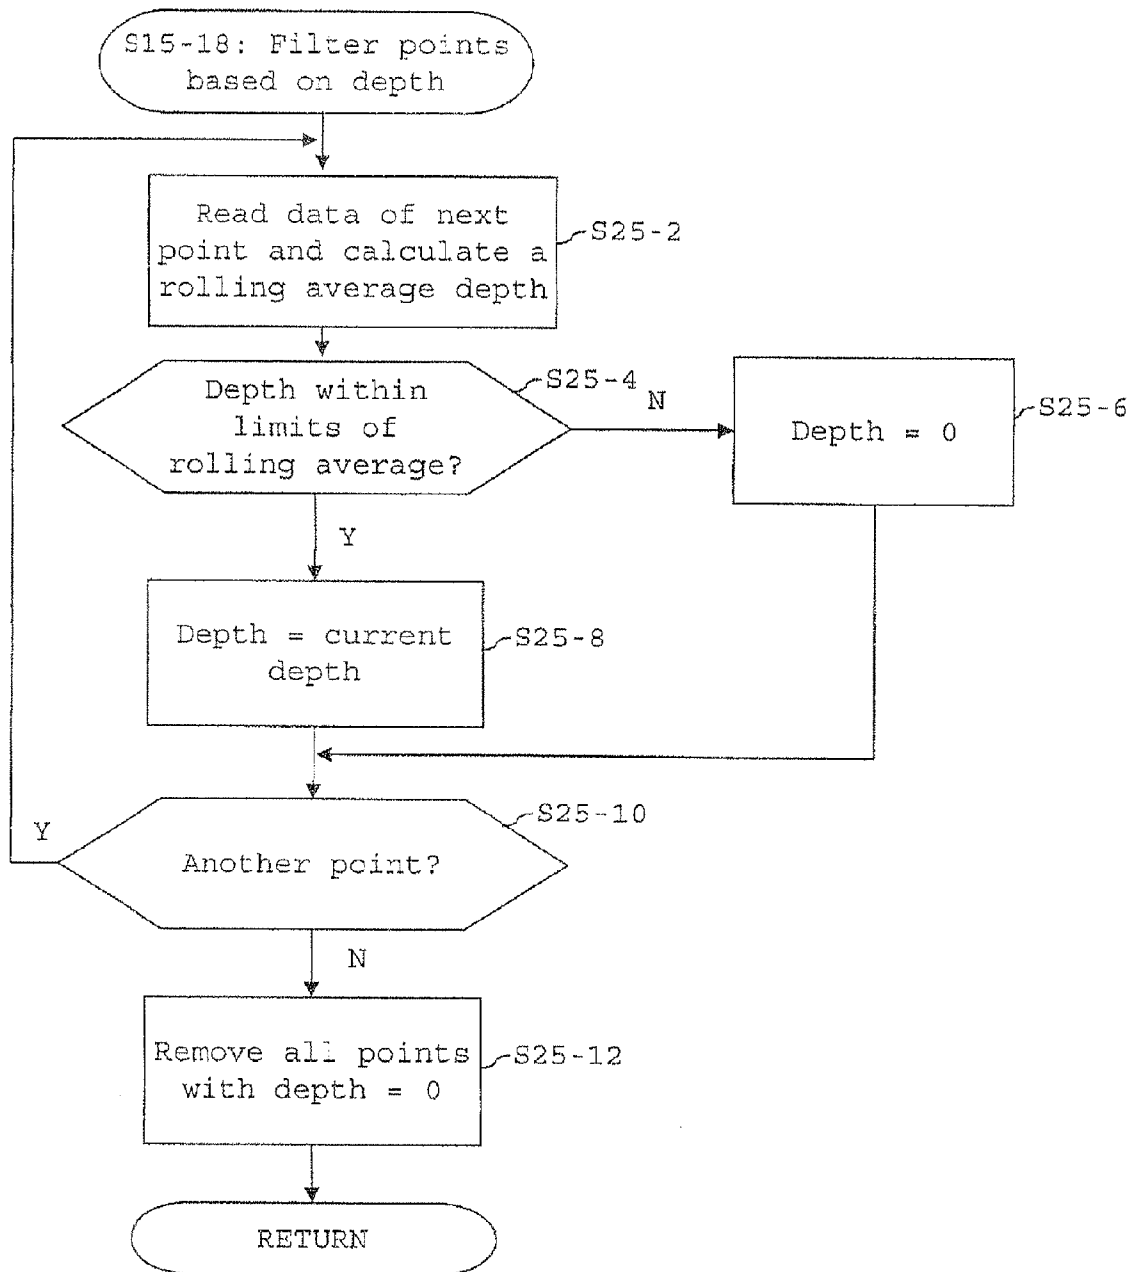 S15-18: Filter points
based on depth
Read data of next
point and calculate a
rolling average depth
S25-2
Depth within
limits of
rolling average?
S25-4
N
Depth = 0
S25-6
Y
Depth = current
depth
S25-8
Another point?
S25-10
Y
N
Remove all points
with depth = 0
S25-12
RETURN